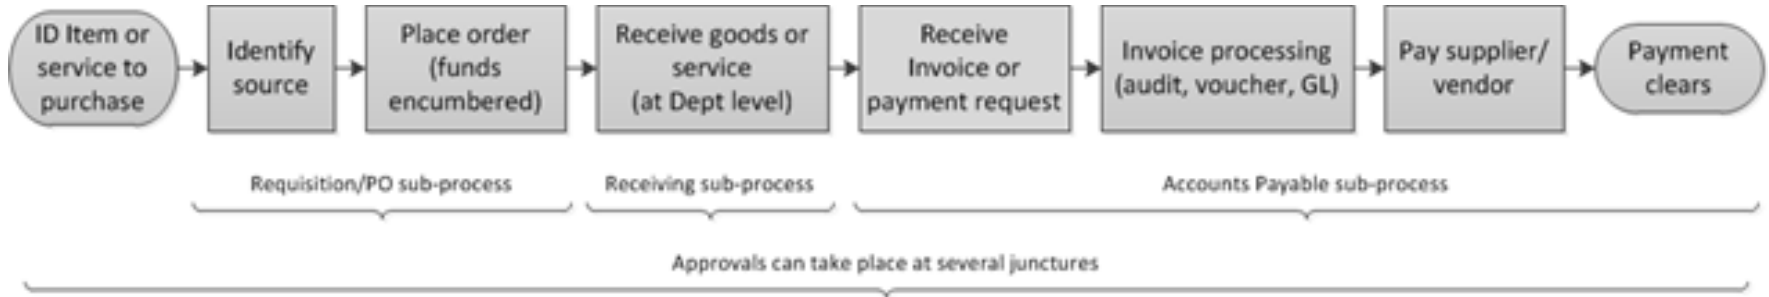 ID Item or
service to
purchase
Identify
source
Place order
(funds
encumbered)
Receive goods or
service
(at Dept level)
Receive
Invoice or
payment request
Invoice processing
(audit, voucher, GL)
Pay supplier/
vendor
Payment
clears
Requisition/PO sub-process
Receiving sub-process
Accounts Payable sub-process
Approvals can take place at several junctures